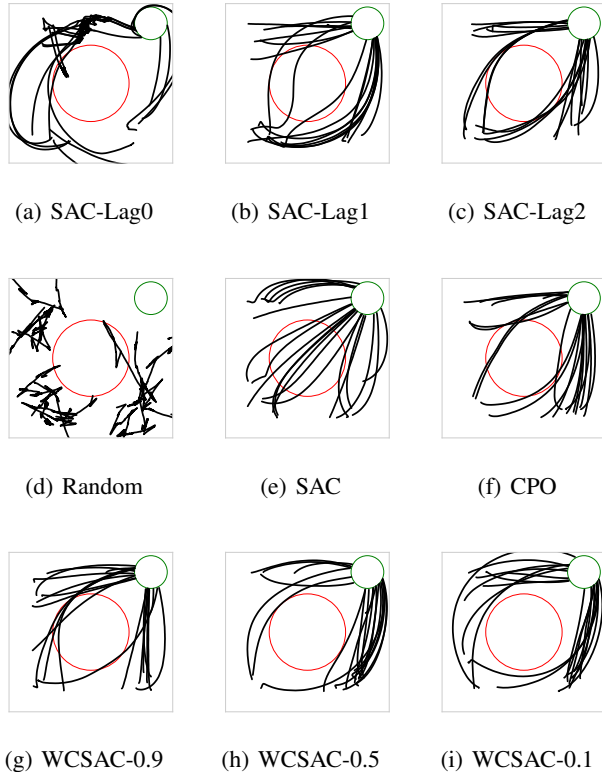 (a) SAC-Lag0
(b) SAC-Lag1
(c) SAC-Lag2
(d) Random
(e) SAC
(f) CPO
(g) WCSAC-0.9
(h) WCSAC-0.5
(i) WCSAC-0.1